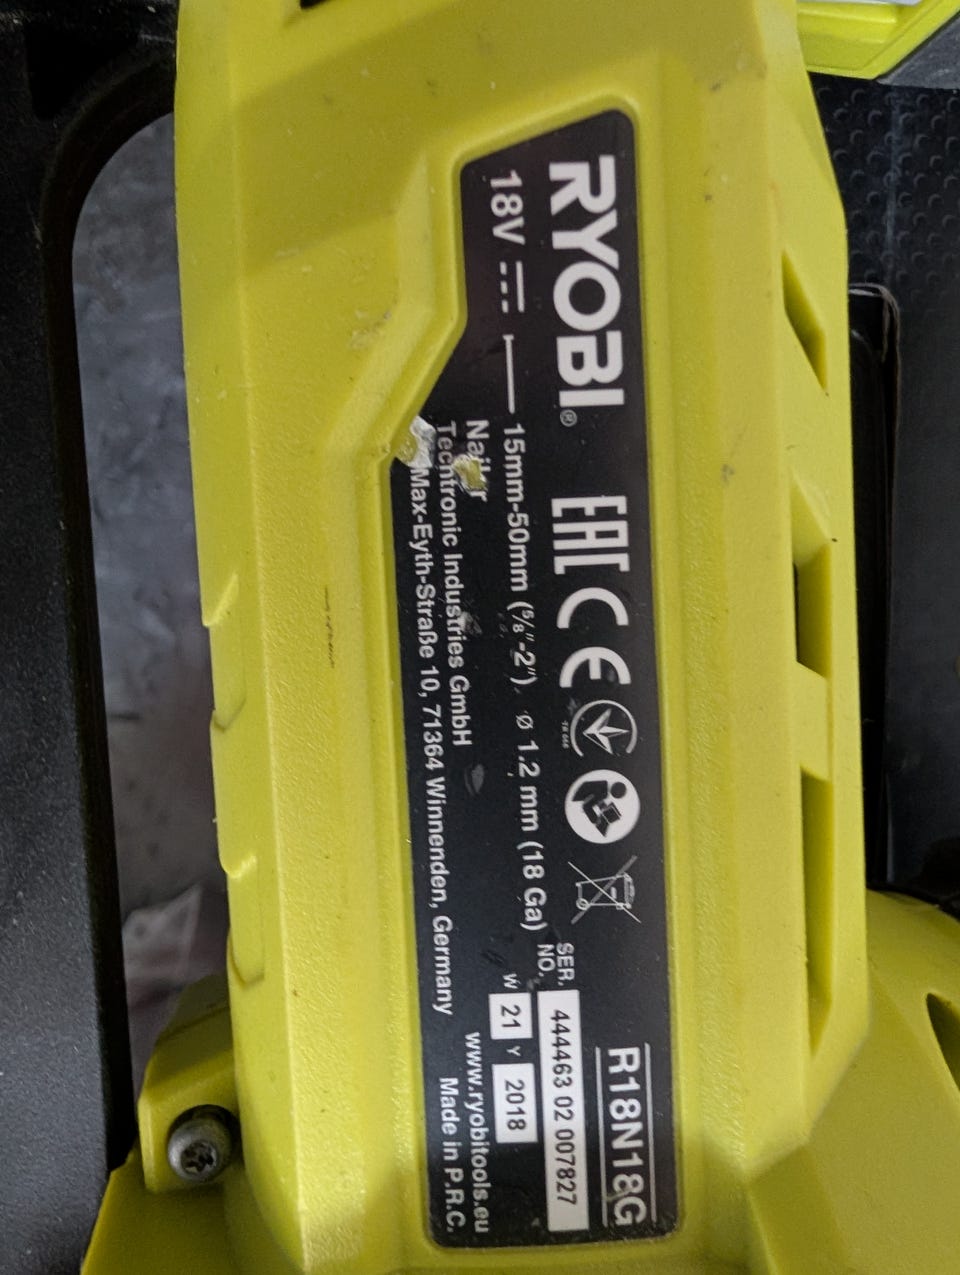 RYOBI®
EAC CE
R18N18G
18V
15mm-50mm (5/8"-2"). ø 1.2 mm (18 Ga)
SER. NO. 444463 02 007827
W 21 Y 2018
Techtronic Industries GmbH
Max-Eyth-Straße 10, 71364 Winnenden, Germany
www.ryobitools.eu
Made in P.R.C.